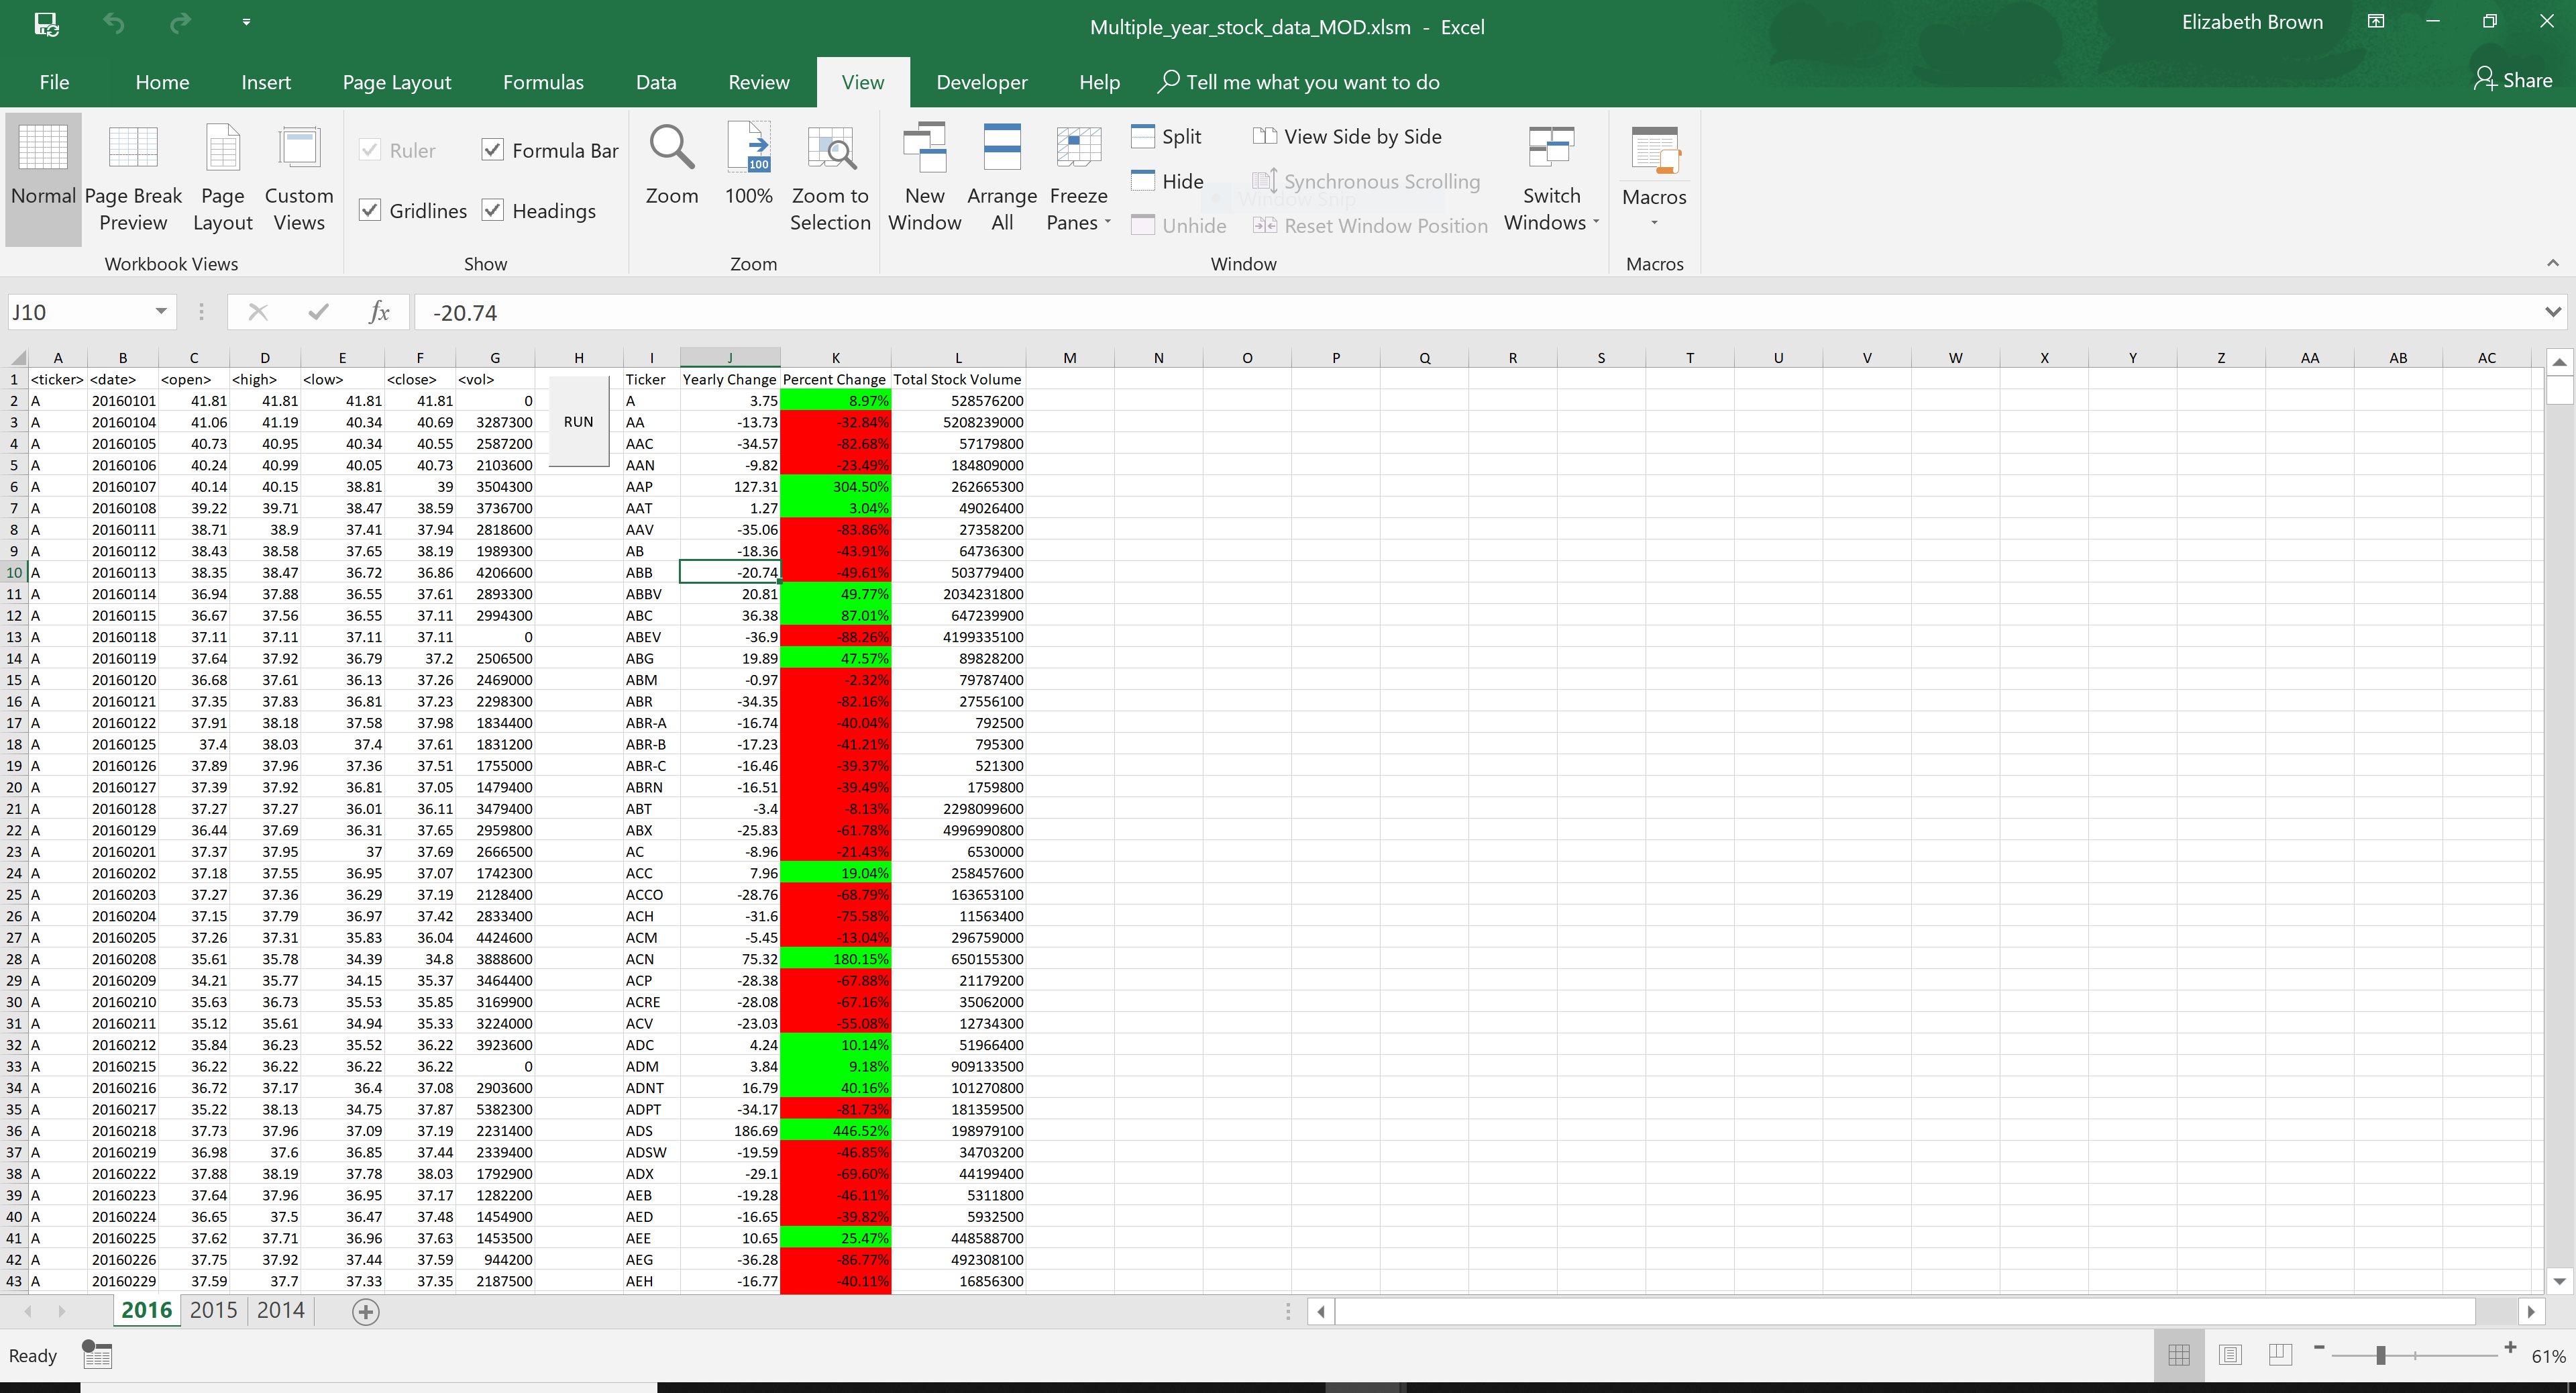 Multiple_year_stock_data_MOD.xlsm - Excel
Elizabeth Brown
File Home Insert Page Layout Formulas Data Review View Developer Help Tell me what you want to do Share
Normal Page Break Preview Page Layout Custom Views
Workbook Views
Ruler Formula Bar
Gridlines Headings
Show
Zoom 100% Zoom to Selection
100
Zoom
New Window Arrange All Freeze Panes
Split View Side by Side
Hide Synchronous Scrolling
Window Snip
Unhide Reset Window Position
Switch Windows
Window
Macros
Macros
J10 fx -20.74
A B C D E F G H I J K L M N O P Q R S T U V W X Y Z AA AB AC
1 <ticker> <date> <open> <high> <low> <close> <vol> Ticker Yearly Change Percent Change Total Stock Volume
2 A 20160101 41.81 41.81 41.81 41.81 0 A 3.75 8.97% 528576200
3 A 20160104 41.06 41.19 40.34 40.69 3287300 RUN AA -13.73 -32.84% 5208239000
4 A 20160105 40.73 40.95 40.34 40.55 2587200 AAC -34.57 -82.68% 57179800
5 A 20160106 40.24 40.99 40.05 40.73 2103600 AAN -9.82 -23.49% 184809000
6 A 20160107 40.14 40.15 38.81 39 3504300 AAP 127.31 304.50% 262665300
7 A 20160108 39.22 39.71 38.47 38.59 3736700 AAT 1.27 3.04% 49026400
8 A 20160111 38.71 38.9 37.41 37.94 2818600 AAV -35.06 -83.86% 27358200
9 A 20160112 38.43 38.58 37.65 38.19 1989300 AB -18.36 -43.91% 64736300
10 A 20160113 38.35 38.47 36.72 36.86 4206600 ABB -20.74 -49.61% 503779400
11 A 20160114 36.94 37.88 36.55 37.61 2893300 ABBV 20.81 49.77% 2034231800
12 A 20160115 36.67 37.56 36.55 37.11 2994300 ABC 36.38 87.01% 647239900
13 A 20160118 37.11 37.11 37.11 37.11 0 ABEV -36.9 -88.26% 4199335100
14 A 20160119 37.64 37.92 36.79 37.2 2506500 ABG 19.89 47.57% 89828200
15 A 20160120 36.68 37.61 36.13 37.26 2469000 ABM -0.97 -2.32% 79787400
16 A 20160121 37.35 37.83 36.81 37.23 2298300 ABR -34.35 -82.16% 27556100
17 A 20160122 37.91 38.18 37.58 37.98 1834400 ABR-A -16.74 -40.04% 792500
18 A 20160125 37.4 38.03 37.4 37.61 1831200 ABR-B -17.23 -41.21% 795300
19 A 20160126 37.89 37.96 37.36 37.51 1755000 ABR-C -16.46 -39.37% 521300
20 A 20160127 37.39 37.92 36.81 37.05 1479400 ABRN -16.51 -39.49% 1759800
21 A 20160128 37.27 37.27 36.01 36.11 3479400 ABT -3.4 -8.13% 2298099600
22 A 20160129 36.44 37.69 36.31 37.65 2959800 ABX -25.83 -61.78% 4996990800
23 A 20160201 37.37 37.95 37 37.69 2666500 AC -8.96 -21.43% 6530000
24 A 20160202 37.18 37.55 36.95 37.07 1742300 ACC 7.96 19.04% 258457600
25 A 20160203 37.27 37.36 36.29 37.19 2128400 ACCO -28.76 -68.79% 163653100
26 A 20160204 37.15 37.79 36.97 37.42 2833400 ACH -31.6 -75.58% 11563400
27 A 20160205 37.26 37.31 35.83 36.04 4424600 ACM -5.45 -13.04% 296759000
28 A 20160208 35.61 35.78 34.39 34.8 3888600 ACN 75.32 180.15% 650155300
29 A 20160209 34.21 35.77 34.15 35.37 3464400 ACP -28.38 -67.88% 21179200
30 A 20160210 35.63 36.73 35.53 35.85 3169900 ACRE -28.08 -67.16% 35062000
31 A 20160211 35.12 35.61 34.94 35.33 3224000 ACV -23.03 -55.08% 12734300
32 A 20160212 35.84 36.23 35.52 36.22 3923600 ADC 4.24 10.14% 51966400
33 A 20160215 36.22 36.22 36.22 36.22 0 ADM 3.84 9.18% 909133500
34 A 20160216 36.72 37.17 36.4 37.08 2903600 ADNT 16.79 40.16% 101270800
35 A 20160217 35.22 38.13 34.75 37.87 5382300 ADPT -34.17 -81.73% 181359500
36 A 20160218 37.73 37.96 37.09 37.19 2231400 ADS 186.69 446.52% 198979100
37 A 20160219 36.98 37.6 36.85 37.44 2339400 ADSW -19.59 -46.85% 34703200
38 A 20160222 37.88 38.19 37.78 38.03 1792900 ADX -29.1 -69.60% 44199400
39 A 20160223 37.64 37.96 36.95 37.17 1282200 AEB -19.28 -46.11% 5311800
40 A 20160224 36.65 37.5 36.47 37.48 1454900 AED -16.65 -39.82% 5932500
41 A 20160225 37.62 37.71 36.96 37.63 1453500 AEE 10.65 25.47% 448588700
42 A 20160226 37.75 37.92 37.44 37.59 944200 AEG -36.28 -86.77% 492308100
43 A 20160229 37.59 37.7 37.33 37.35 2187500 AEH -16.77 -40.11% 16856300
2016 2015 2014
Ready 61%